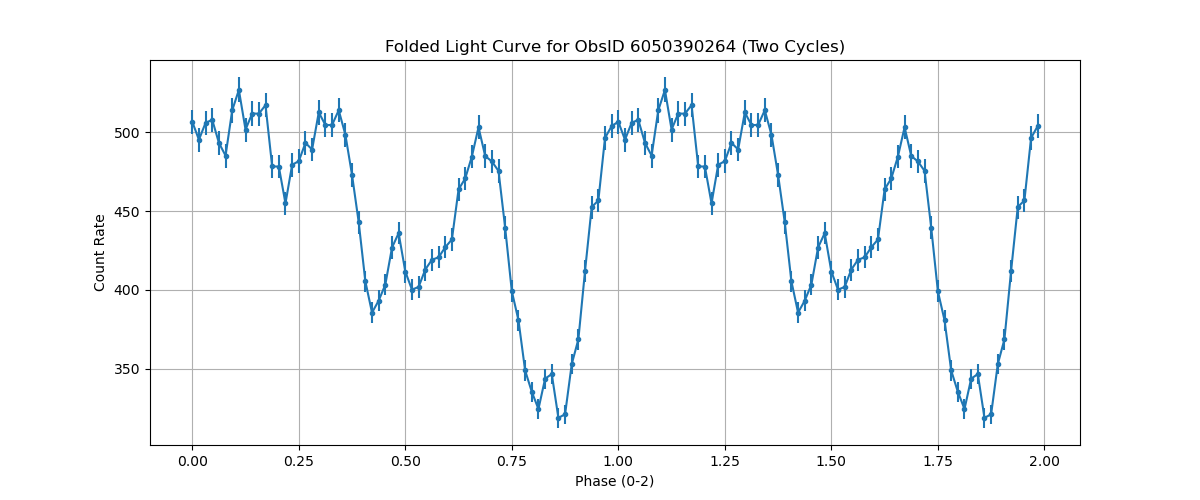 Folded Light Curve for ObsID 6050390264 (Two Cycles)
Count Rate
500
450
400
350
0.00 0.25 0.50 0.75 1.00 1.25 1.50 1.75 2.00
Phase (0-2)